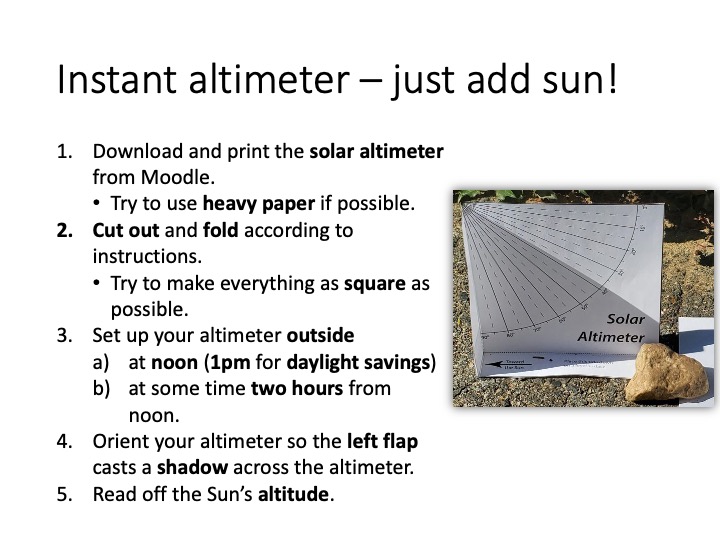 Instant altimeter – just add sun!
1. Download and print the solar altimeter
from Moodle.
• Try to use heavy paper if possible.
2. Cut out and fold according to
instructions.
• Try to make everything as square as
possible.
3. Set up your altimeter outside
a) at noon (1pm for daylight savings)
b) at some time two hours from
noon.
4. Orient your altimeter so the left flap
casts a shadow across the altimeter.
5. Read off the Sun's altitude.
Solar
Altimeter
Toward
the Sun